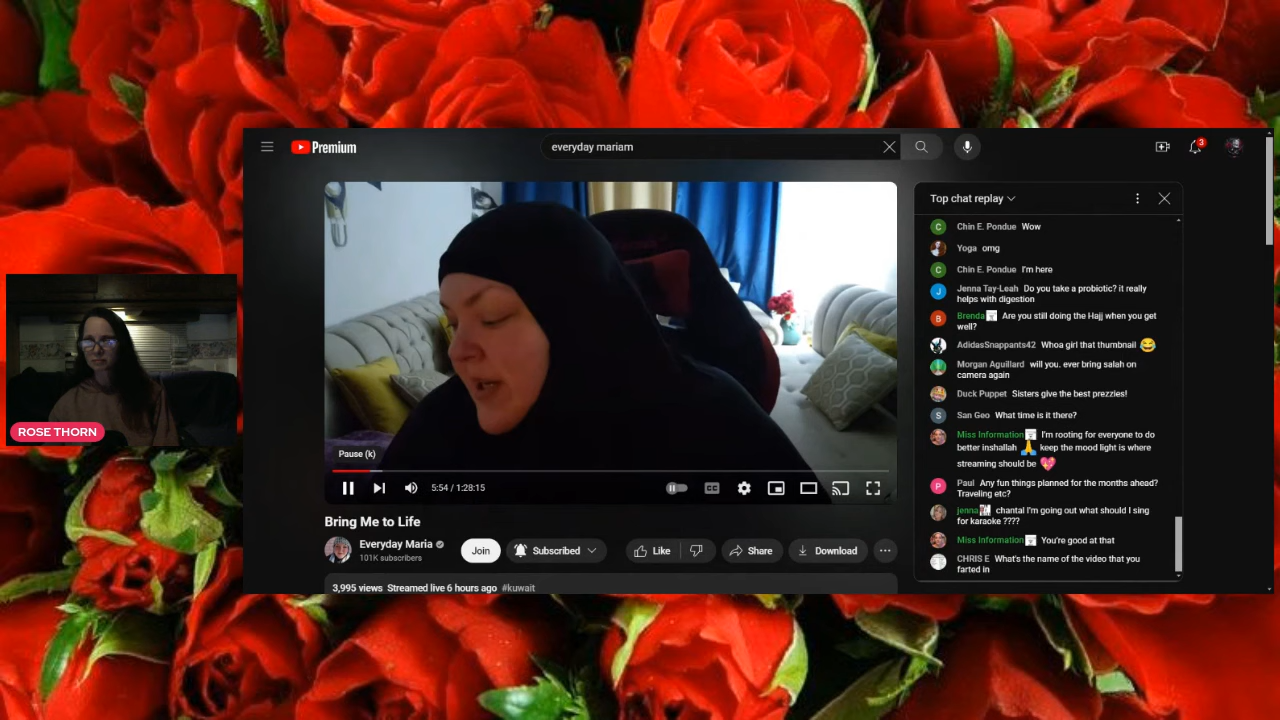 Premium
everyday mariam
3
Top chat replay
Chin E. Pondue Wow
Yoga omg
Chin E. Pondue I'm here
Jenna Tay-Leah Do you take a probiotic? it really
helps with digestion
Brenda Are you still doing the Hajj when you get
well?
AdidasSnappants42 Whoa girl that thumbnail
Morgan Aguillard will you. ever bring salah on
camera again
Duck Puppet Sisters give the best prezzies!
San Geo What time is it there?
Miss Information I'm rooting for everyone to do
better inshallah keep the mood light is where
streaming should be
Paul Any fun things planned for the months ahead?
Traveling etc?
jenna chantal I'm going out what should I sing
for karaoke ????
Miss Information You're good at that
CHRIS E What's the name of the video that you
farted in
ROSE THORN
Pause (k)
5:54 / 1:28:15
CC
Bring Me to Life
Everyday Maria
101K subscribers
Join
Subscribed
Like
Share
Download
3,995 views Streamed live 6 hours ago #kuwait